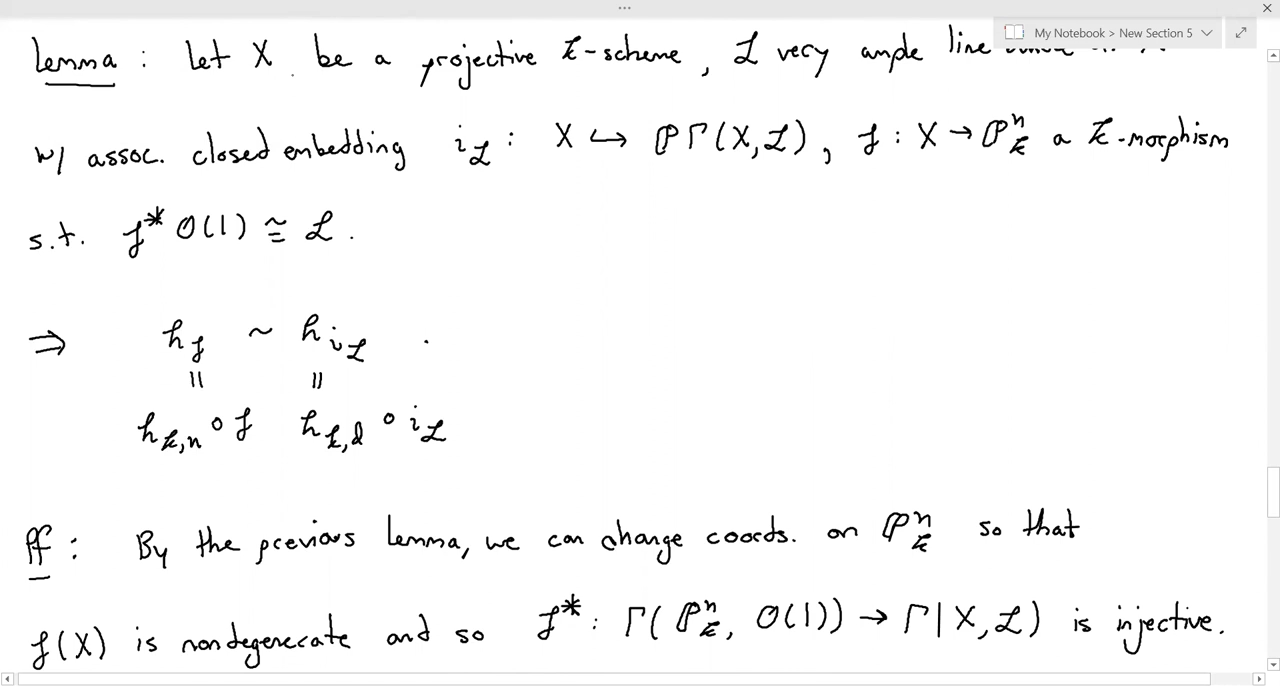 My Notebook > New Section 5
Lemma : Let X be a projective k-scheme, ℒ very ample line
w/ assoc. closed embedding i_ℒ : X ↪ ℙΓ(X,ℒ), f : X → ℙ^n_k a k-morphism
s.t. f* O(1) ≅ ℒ.
⇒ h_f ~ h_{i_ℒ}.
= =
h_{k,n} ∘ f h_{k,d} ∘ i_ℒ
Pf : By the previous lemma, we can change coords. on ℙ^n_k so that
f(X) is nondegenerate and so f* : Γ(ℙ^n_k, O(1)) → Γ(X, ℒ) is injective.